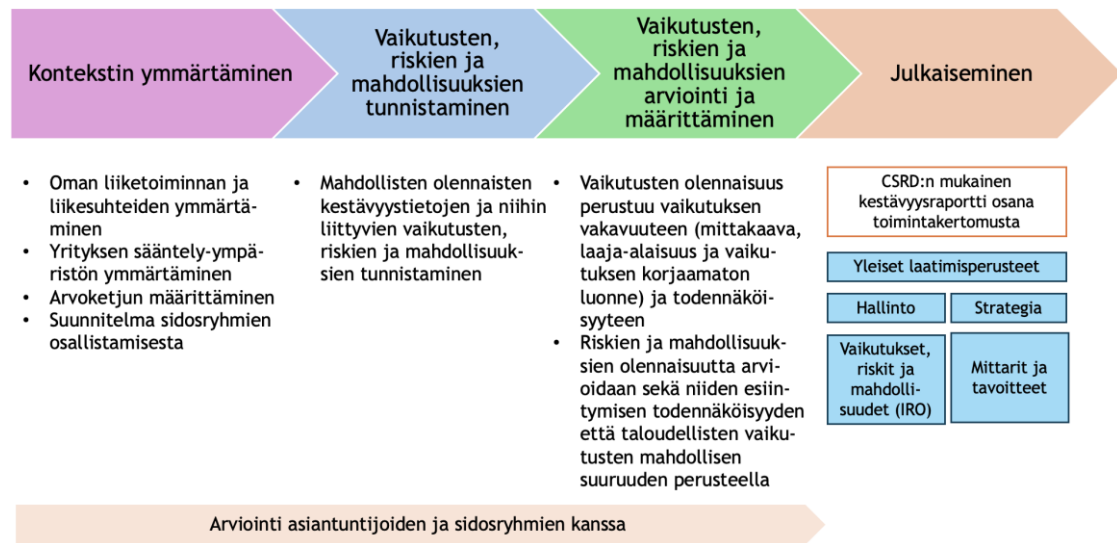 Kontekstin ymmärtäminen
Vaikutusten,
riskien ja
mahdollisuuksien
tunnistaminen
Vaikutusten,
riskien ja
mahdollisuuksien
arviointi ja
määrittäminen
Julkaiseminen
• Oman liiketoiminnan ja
liikesuhteiden ymmärtä-
minen
• Yrityksen sääntely-ympä-
ristön ymmärtäminen
• Arvoketjun määrittäminen
• Suunnitelma sidosryhmien
osallistamisesta
• Mahdollisten olennaisten
kestävyystietojen ja niihin
liittyvien vaikutusten,
riskien ja mahdollisuuk-
sien tunnistaminen
• Vaikutusten olennaisuus
perustuu vaikutuksen
vakavuuteen (mittakaava,
laaja-alaisuus ja vaiku-
tuksen korjaamaton
luonne) ja todennäköi-
syyteen
• Riskien ja mahdollisuuk-
sien olennaisuutta arvi-
oidaan sekä niiden esiin-
tymisen todennäköisyyden
että taloudellisten vaiku-
tusten mahdollisen
suuruuden perusteella
CSRD:n mukainen
kestävyysraportti osana
toimintakertomusta
Yleiset laatimisperusteet
Hallinto
Strategia
Vaikutukset,
riskit ja
mahdolli-
suudet (IRO)
Mittarit ja
tavoitteet
Arviointi asiantuntijoiden ja sidosryhmien kanssa